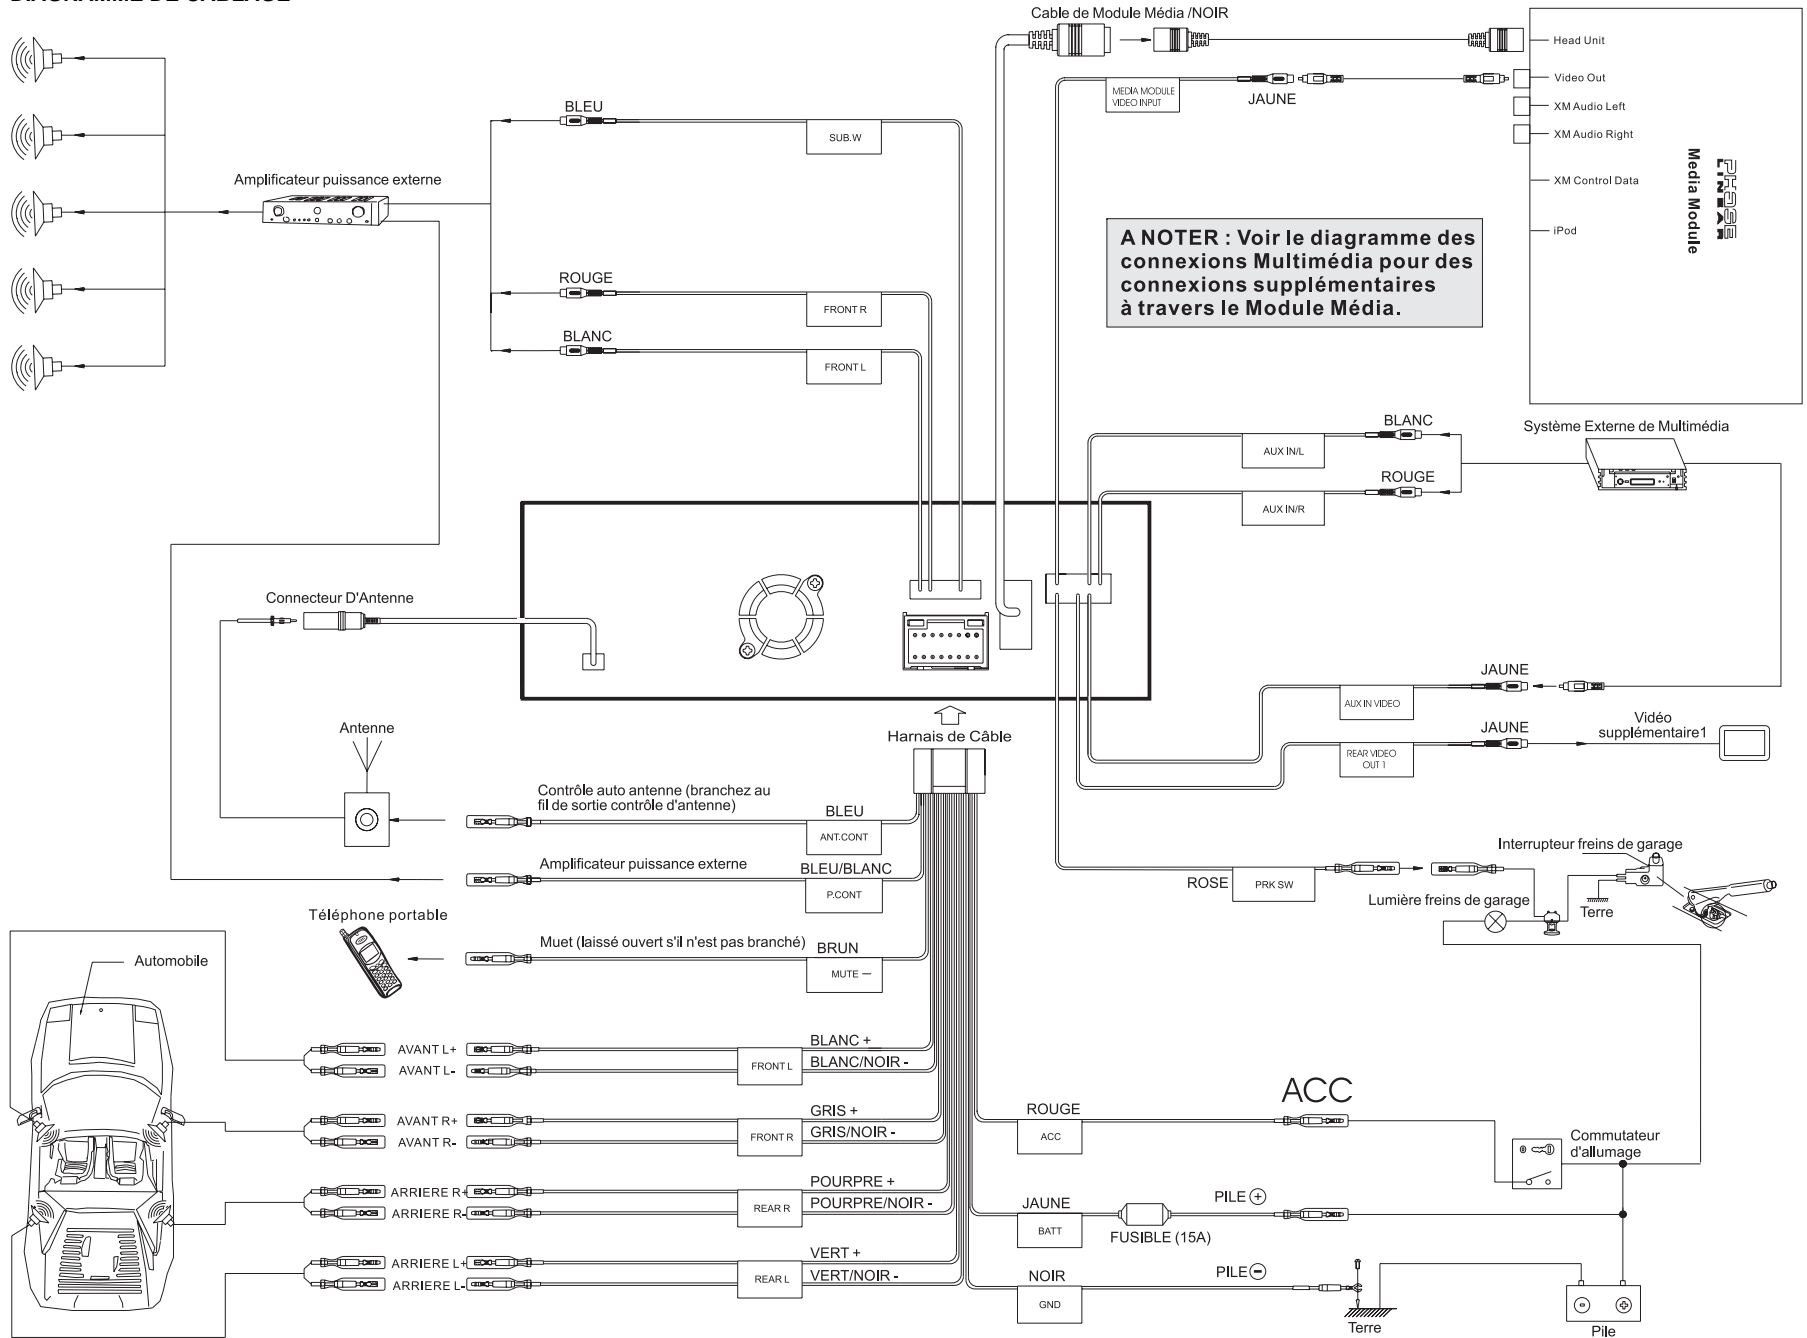 Cable de Module Média /NOIR
Head Unit
Video Out
XM Audio Left
XM Audio Right
XM Control Data
iPod
PHASE
LINEAR
Media Module
MEDIA MODULE
VIDEO INPUT
JAUNE
BLEU
SUB.W
Amplificateur puissance externe
ROUGE
FRONT R
BLANC
FRONT L
A NOTER : Voir le diagramme des
connexions Multimédia pour des
connexions supplémentaires
à travers le Module Média.
BLANC
AUX IN/L
ROUGE
AUX IN/R
Système Externe de Multimédia
Connecteur D'Antenne
Antenne
Harnais de Câble
JAUNE
AUX IN VIDEO
JAUNE
REAR VIDEO
OUT 1
Vidéo
supplémentaire1
Contrôle auto antenne (branchez au
fil de sortie contrôle d'antenne)
BLEU
ANT.CONT
Amplificateur puissance externe
BLEU/BLANC
P.CONT
Téléphone portable
Muet (laissé ouvert s'il n'est pas branché)
BRUN
MUTE —
ROSE
PRK SW
Interrupteur freins de garage
Lumière freins de garage
Terre
Automobile
AVANT L+
AVANT L-
FRONT L
BLANC +
BLANC/NOIR -
AVANT R+
AVANT R-
FRONT R
GRIS +
GRIS/NOIR -
ARRIERE R+
ARRIERE R-
REAR R
POURPRE +
POURPRE/NOIR -
ARRIERE L+
ARRIERE L-
REAR L
VERT +
VERT/NOIR -
ROUGE
ACC
ACC
Commutateur
d'allumage
JAUNE
BATT
FUSIBLE (15A)
PILE +
NOIR
GND
PILE -
Terre
Pile